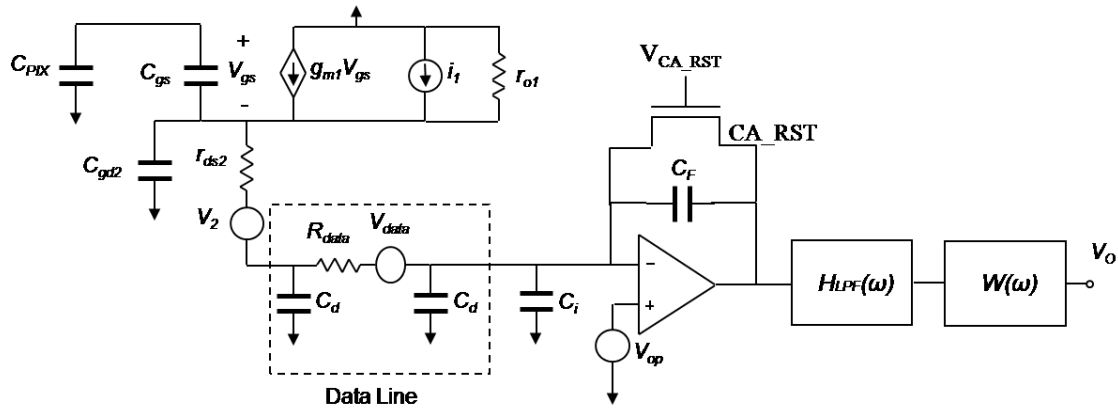 C_PIX
C_gs
+
V_gs
-
g_m1V_gs
i_1
r_o1
V_CA_RST
CA_RST
C_gd2
r_ds2
V_2
R_data
V_data
C_d
C_d
C_i
C_F
−
+
V_op
H_LPF(ω)
W(ω)
V_O
Data Line